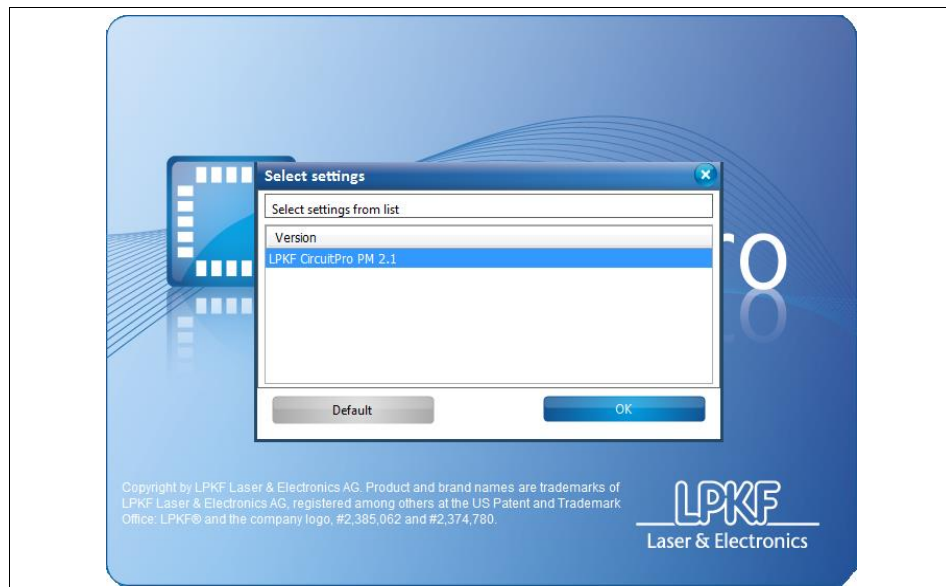 Select settings
Select settings from list
Version
LPKF CircuitPro PM 2.1
ro
Default
OK
Copyright by LPKF Laser & Electronics AG. Product and brand names are trademarks of
LPKF Laser & Electronics AG, registered among others at the US Patent and Trademark
Office: LPKF® and the company logo, #2,385,062 and #2,374,780.
LPKF
Laser & Electronics